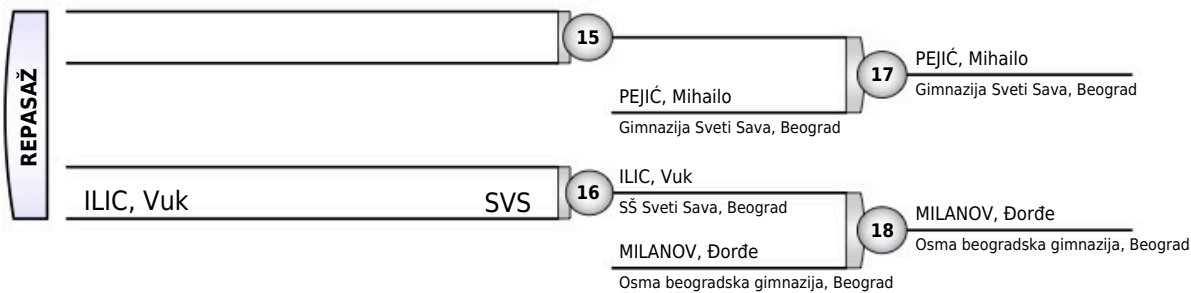 REPASAŽ
15
PEJIĆ, Mihailo
Gimnazija Sveti Sava, Beograd
17
PEJIĆ, Mihailo
Gimnazija Sveti Sava, Beograd
ILIC, Vuk SVS
16
ILIC, Vuk
SŠ Sveti Sava, Beograd
MILANOV, Đorđe
Osma beogradska gimnazija, Beograd
18
MILANOV, Đorđe
Osma beogradska gimnazija, Beograd